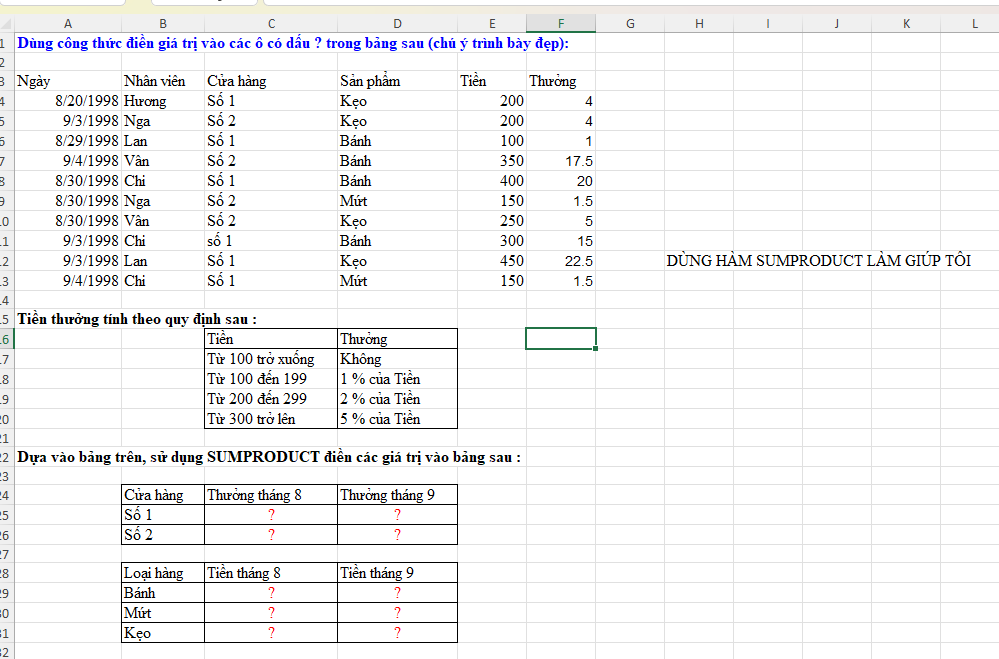 A B C D E F G H I J K L
1 Dùng công thức điền giá trị vào các ô có dấu ? trong bảng sau (chú ý trình bày đẹp):
2
3 Ngày Nhân viên Cửa hàng Sản phẩm Tiền Thưởng
4 8/20/1998 Hương Số 1 Kẹo 200 4
5 9/3/1998 Nga Số 2 Kẹo 200 4
6 8/29/1998 Lan Số 1 Bánh 100 1
7 9/4/1998 Vân Số 2 Bánh 350 17.5
8 8/30/1998 Chi Số 1 Bánh 400 20
9 8/30/1998 Nga Số 2 Mứt 150 1.5
.0 8/30/1998 Vân Số 2 Kẹo 250 5
.1 9/3/1998 Chi số 1 Bánh 300 15
.2 9/3/1998 Lan Số 1 Kẹo 450 22.5 DÙNG HÀM SUMPRODUCT LÀM GIÚP TÔI
.3 9/4/1998 Chi Số 1 Mứt 150 1.5
.4
.5 Tiền thưởng tính theo quy định sau :
.6 Tiền Thưởng
.7 Từ 100 trở xuống Không
.8 Từ 100 đến 199 1 % của Tiền
.9 Từ 200 đến 299 2 % của Tiền
20 Từ 300 trở lên 5 % của Tiền
21
22 Dựa vào bảng trên, sử dụng SUMPRODUCT điền các giá trị vào bảng sau :
23
24 Cửa hàng Thưởng tháng 8 Thưởng tháng 9
25 Số 1 ? ?
26 Số 2 ? ?
27
28 Loại hàng Tiền tháng 8 Tiền tháng 9
29 Bánh ? ?
30 Mứt ? ?
31 Kẹo ? ?
32